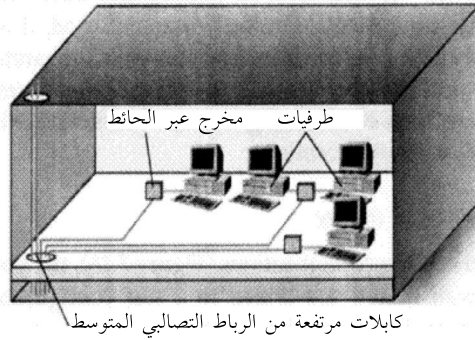 طرفيات
مخرج عبر الحائط
كابلات مرتفعة من الرباط التصالبي المتوسط